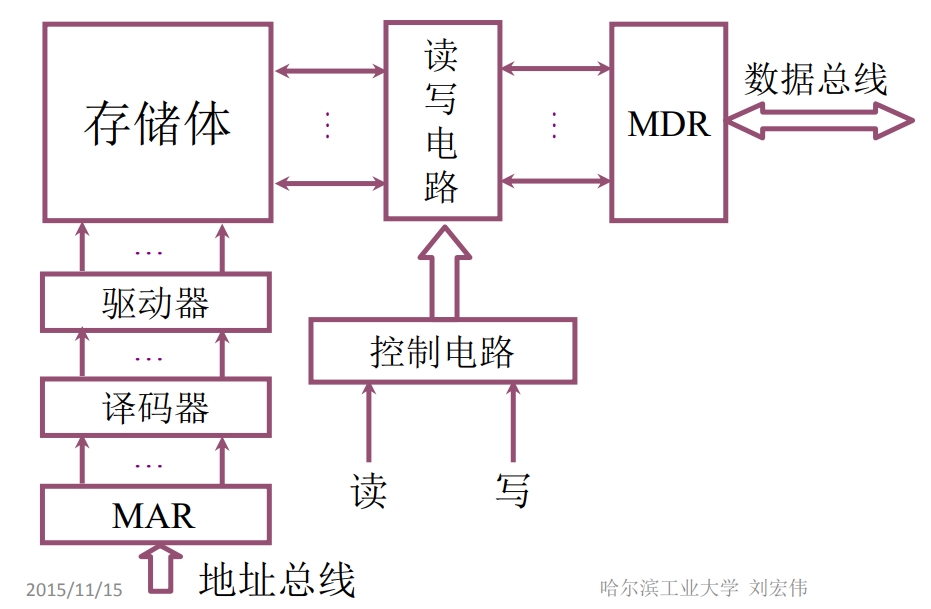 存储体
读写电路
MDR
数据总线
驱动器
控制电路
译码器
读
写
MAR
地址总线
2015/11/15
哈尔滨工业大学 刘宏伟